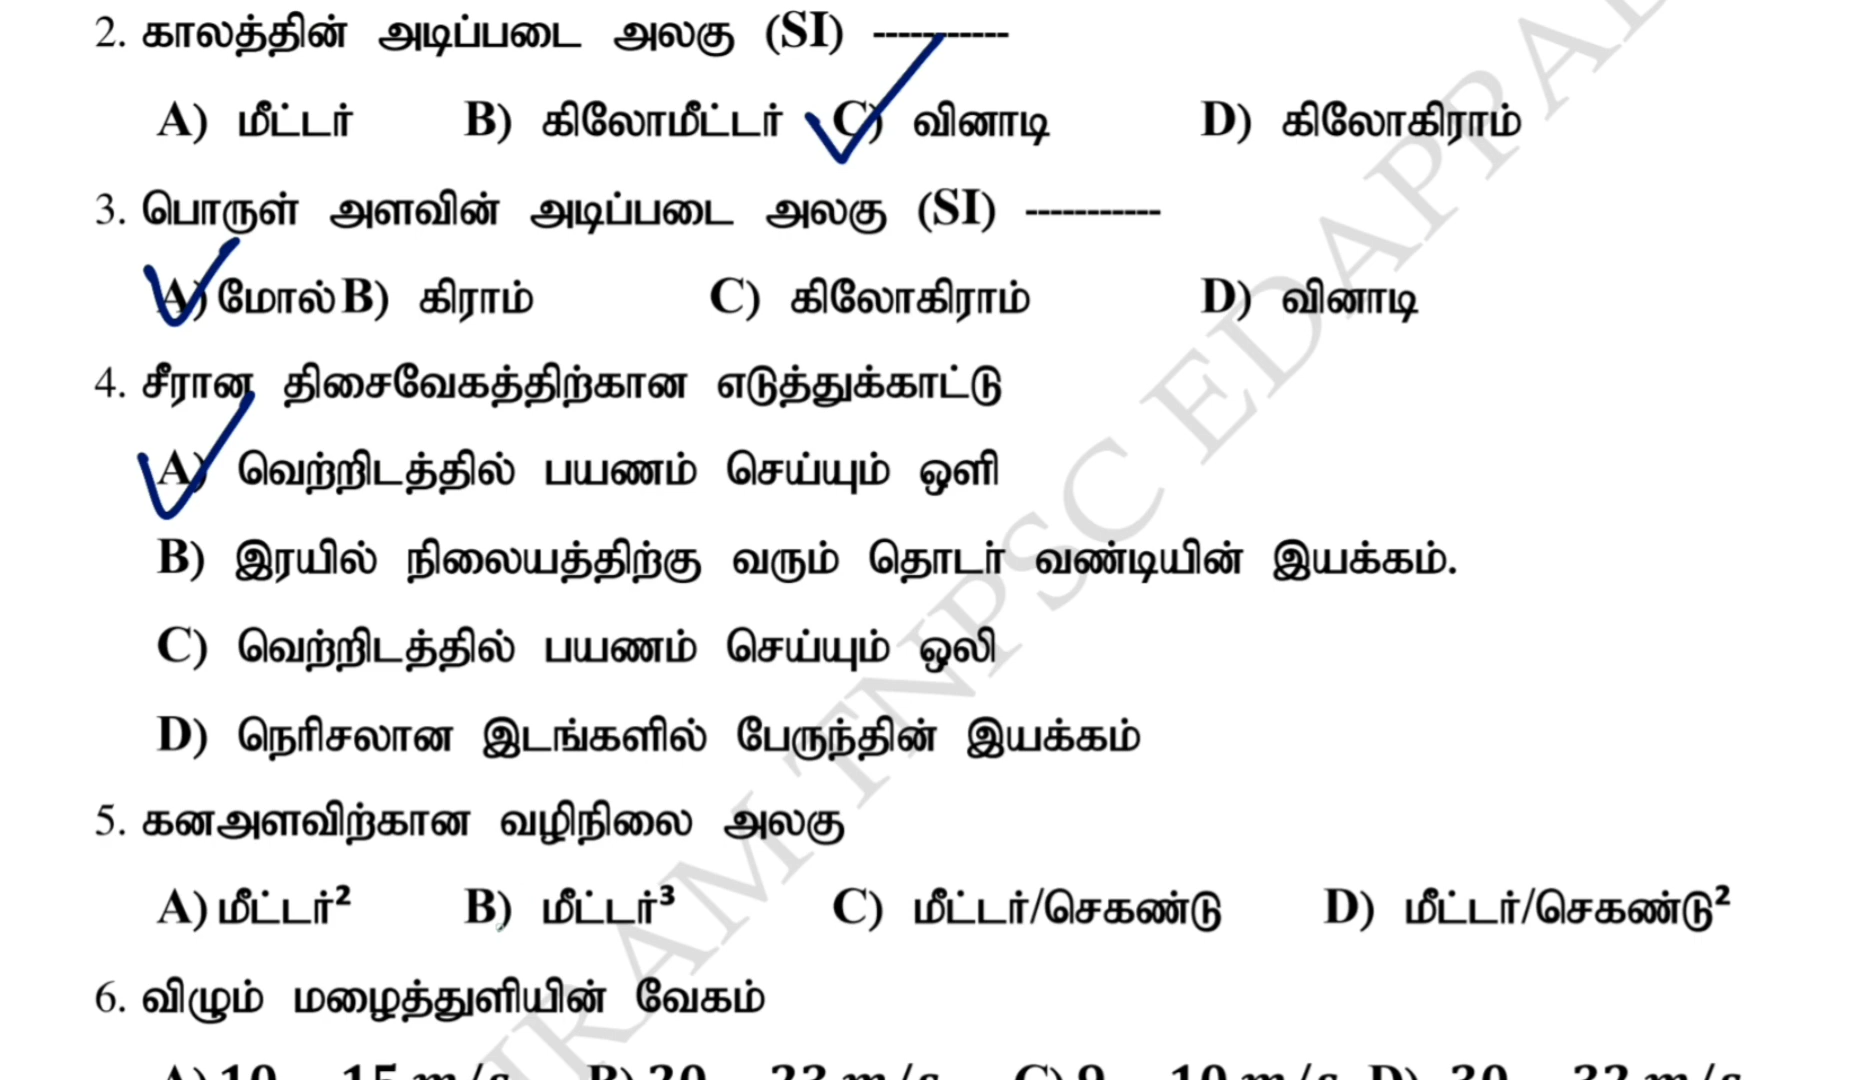 2. காலத்தின் அடிப்படை அலகு (SI) -----------
A) மீட்டர் B) கிலோமீட்டர் C) வினாடி D) கிலோகிராம்
3. பொருள் அளவின் அடிப்படை அலகு (SI) -----------
A) மோல் B) கிராம் C) கிலோகிராம் D) வினாடி
4. சீரான திசைவேகத்திற்கான எடுத்துக்காட்டு
A) வெற்றிடத்தில் பயணம் செய்யும் ஒளி
B) இரயில் நிலையத்திற்கு வரும் தொடர் வண்டியின் இயக்கம்.
C) வெற்றிடத்தில் பயணம் செய்யும் ஒலி
D) நெரிசலான இடங்களில் பேருந்தின் இயக்கம்
5. கனஅளவிற்கான வழிநிலை அலகு
A) மீட்டர்² B) மீட்டர்³ C) மீட்டர்/செகண்டு D) மீட்டர்/செகண்டு²
6. விழும் மழைத்துளியின் வேகம்
TNPSC